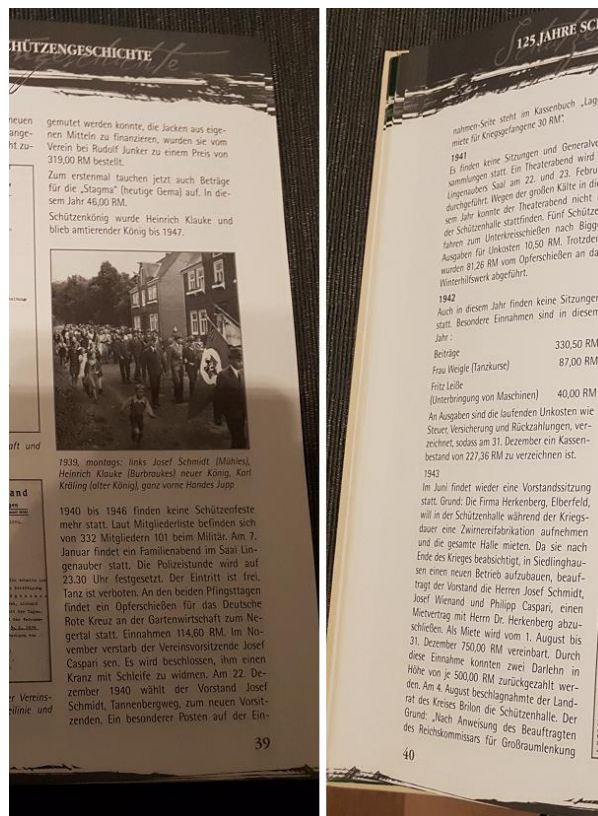 CHÜTZENGESCHICHTE
neuen
ange-
ht zu-
gemutet werden konnte, die Jacken aus eige-
nen Mitteln zu finanzieren, wurden sie vom
Verein bei Rudolf Junker zu einem Preis von
319,00 RM bestellt.
Zum erstenmal tauchen jetzt auch Beträge
für die „Stagma" (heutige Gema) auf. In die-
sem Jahr 46,00 RM.
Schützenkönig wurde Heinrich Klauke und
blieb amtierender König bis 1947.
1939, montags: links Josef Schmidt (Mühles),
Heinrich Klauke (Burbraukes) neuer König, Karl
Kräling (alter König), ganz vorne Handes Jupp
aft und
and
1940 bis 1946 finden keine Schützenfeste
mehr statt. Laut Mitgliederliste befinden sich
von 332 Mitgliedern 101 beim Militär. Am 7.
Januar findet ein Familienabend im Saal Lin-
genauber statt. Die Polizeistunde wird auf
23.30 Uhr festgesetzt. Der Eintritt ist frei,
Tanz ist verboten. An den beiden Pfingsttagen
findet ein Opferschießen für das Deutsche
Rote Kreuz an der Gartenwirtschaft zum Ne-
gertal statt. Einnahmen 114,60 RM. Im No-
vember verstarb der Vereinsvorsitzende Josef
Caspari sen. Es wird beschlossen, ihm einen
Kranz mit Schleife zu widmen. Am 22. De-
zember 1940 wählt der Vorstand Josef
Schmidt, Tannenbergweg, zum neuen Vorsit-
zenden. Ein besonderer Posten auf der Ein-
er Vereins-
eilinie und
39
125 JAHRE SC
nahmen-Seite steht im Kassenbuch „Lag
miete für Kriegsgefangene 30 RM".
1941
Es finden keine Sitzungen und Generalve
sammlungen statt. Ein Theaterabend wird
Lingenaubers Saal am 22. und 23. Febru
durchgeführt. Wegen der großen Kälte in die
sem Jahr konnte der Theaterabend nicht
der Schützenhalle stattfinden. Fünf Schütze
fahren zum Unterkreisschießen nach Bigge
Ausgaben für Unkosten 10,50 RM. Trotzden
wurden 81,26 RM vom Opferschießen an da
Winterhilfswerk abgeführt.
1942
Auch in diesem Jahr finden keine Sitzungen
statt. Besondere Einnahmen sind in diesem
Jahr :
Beiträge 330,50 RM
Frau Weigle (Tanzkurse) 87,00 RM
Fritz Leiße
(Unterbringung von Maschinen) 40,00 RM
An Ausgaben sind die laufenden Unkosten wie
Steuer, Versicherung und Rückzahlungen, ver-
zeichnet, sodass am 31. Dezember ein Kassen-
bestand von 227,36 RM zu verzeichnen ist.
1943
Im Juni findet wieder eine Vorstandssitzung
statt. Grund: Die Firma Herkenberg, Elberfeld,
will in der Schützenhalle während der Kriegs-
dauer eine Zwirnereifabrikation aufnehmen
und die gesamte Halle mieten. Da sie nach
Ende des Krieges beabsichtigt, in Siedlinghau-
sen einen neuen Betrieb aufzubauen, beauf-
tragt der Vorstand die Herren Josef Schmidt,
Josef Wienand und Philipp Caspari, einen
Mietvertrag mit Herrn Dr. Herkenberg abzu-
schließen. Als Miete wird vom 1. August bis
31. Dezember 750,00 RM vereinbart. Durch
diese Einnahme konnten zwei Darlehn in
Höhe von je 500,00 RM zurückgezahlt wer-
den. Am 4. August beschlagnahmte der Land-
rat des Kreises Brilon die Schützenhalle. Der
Grund: „Nach Anweisung des Beauftragten
des Reichskommissars für Großraumlenkung
40